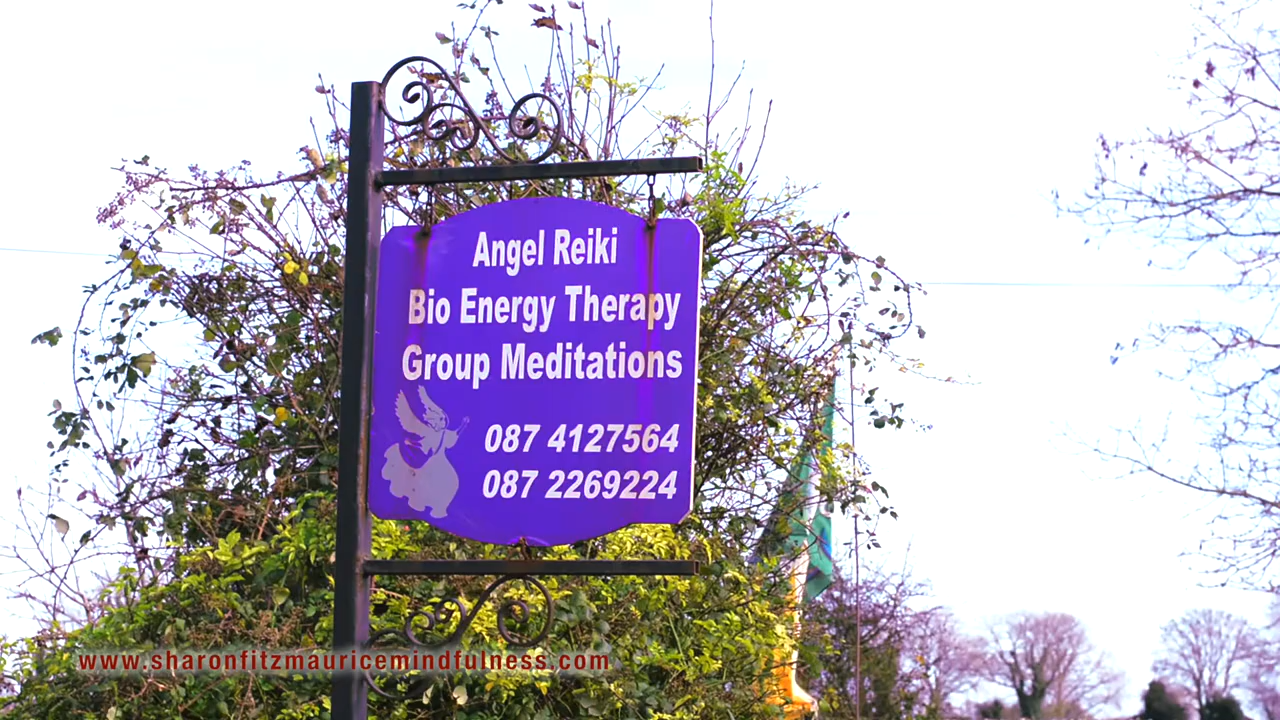 Angel Reiki
Bio Energy Therapy
Group Meditations
087 4127564
087 2269224
www.sharonfitzmauricemindfulness.com